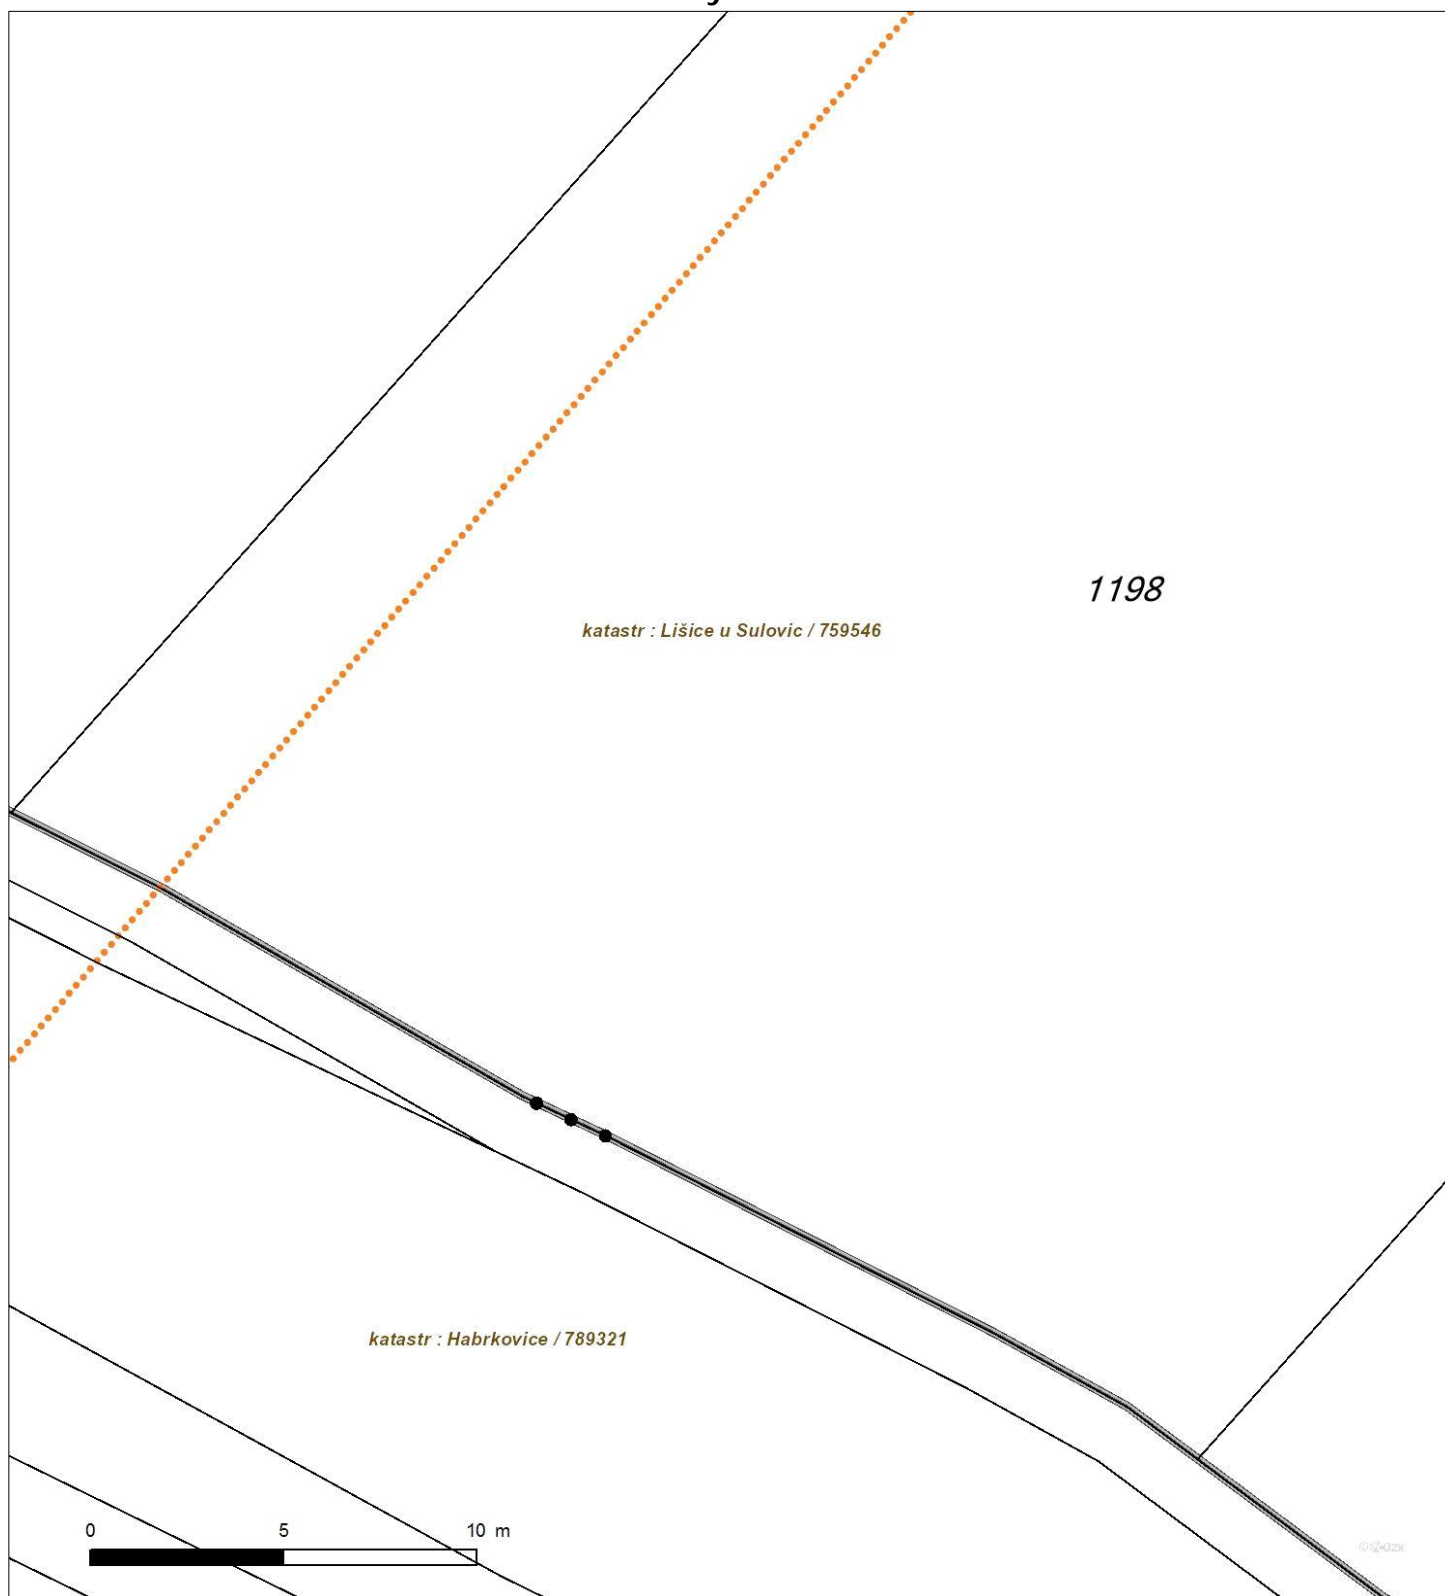 1198
katastr : Lišice u Sulovic / 759546
katastr : Habrkovice / 789321
0 5 10 m